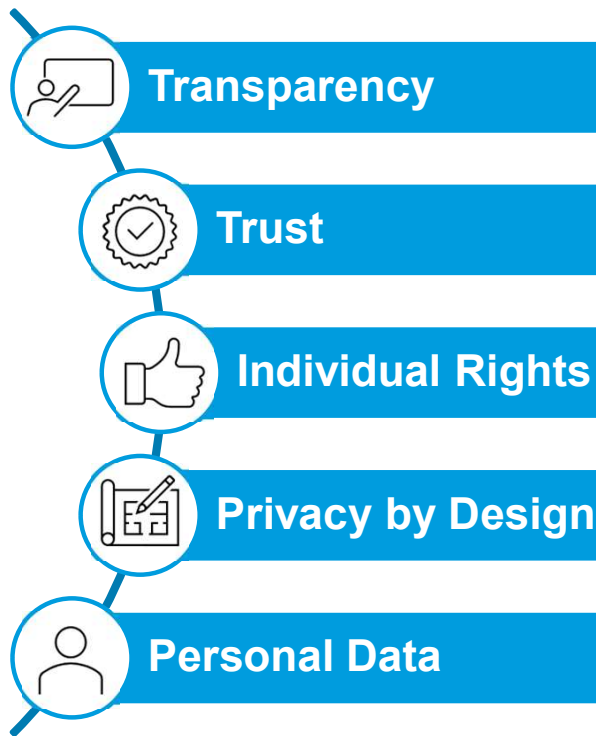 Transparency
Trust
Individual Rights
Privacy by Design
Personal Data